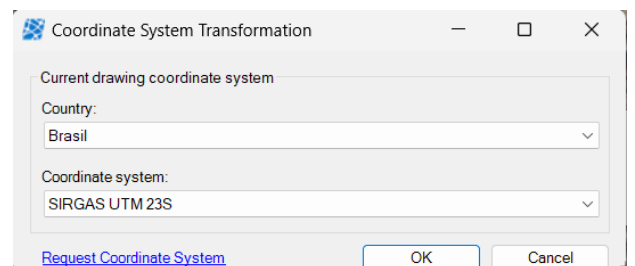 Coordinate System Transformation
Current drawing coordinate system
Country:
Brasil
Coordinate system:
SIRGAS UTM 23S
Request Coordinate System
OK
Cancel